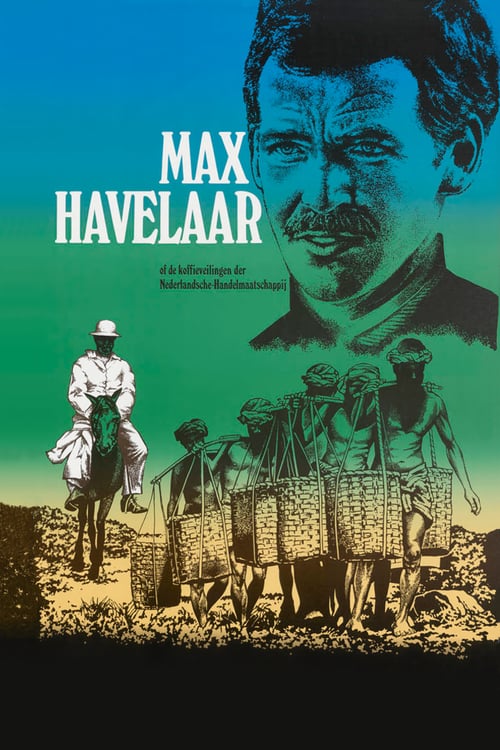 MAX
HAVELAAR
of de koffieveilingen der
Nederlandsche-Handelmaatschappij